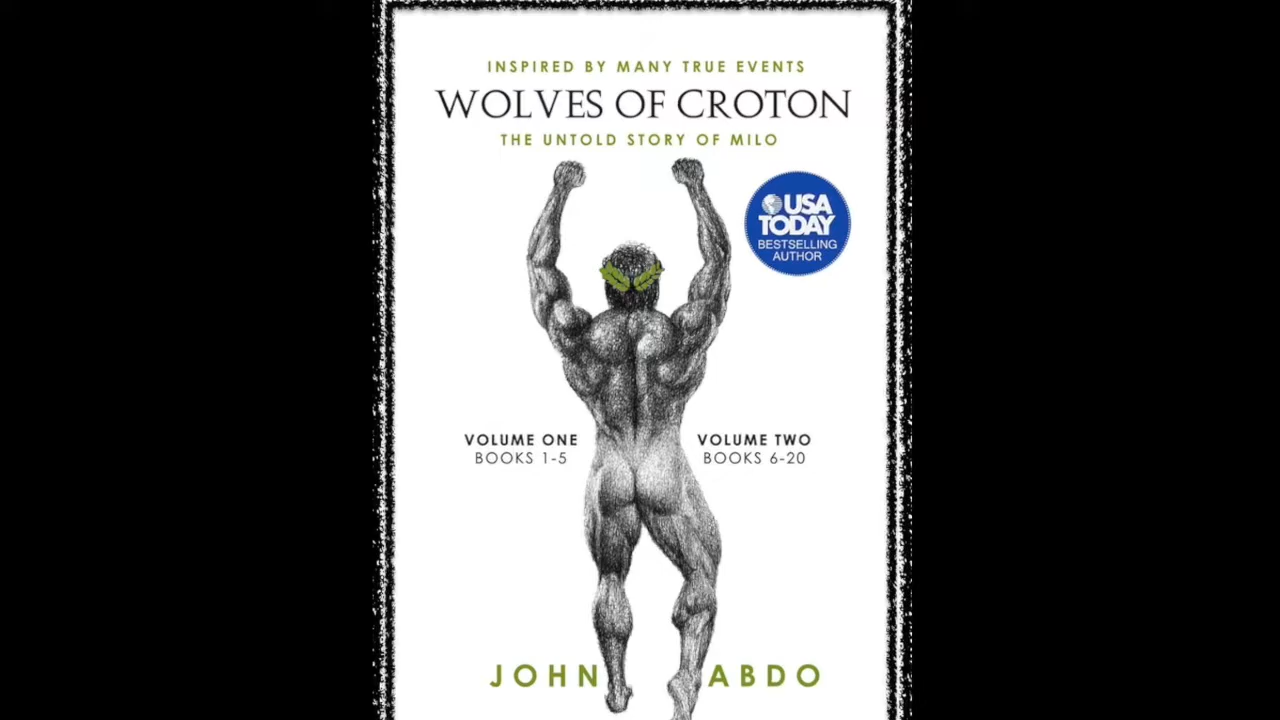 INSPIRED BY MANY TRUE EVENTS
WOLVES OF CROTON
THE UNTOLD STORY OF MILO
USA
TODAY
BESTSELLING
AUTHOR
VOLUME ONE
BOOKS 1-5
VOLUME TWO
BOOKS 6-20
JOHN ABDO